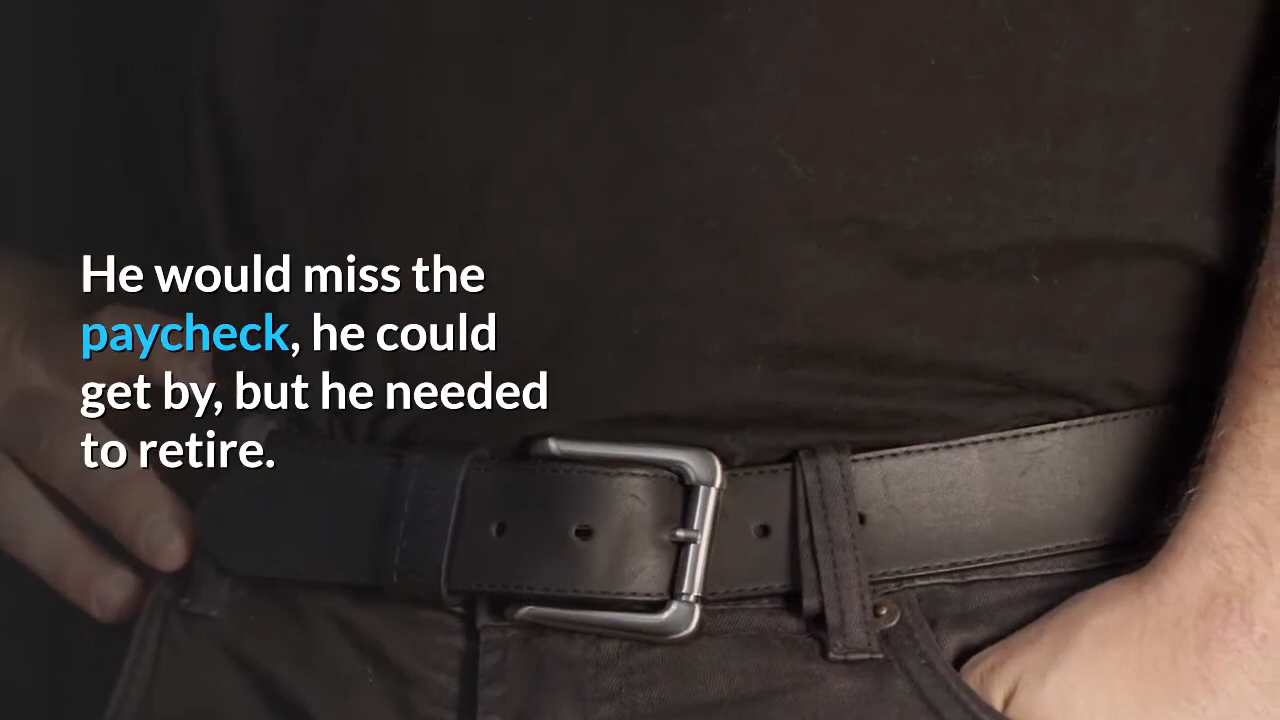 He would miss the
paycheck, he could
get by, but he needed
to retire.